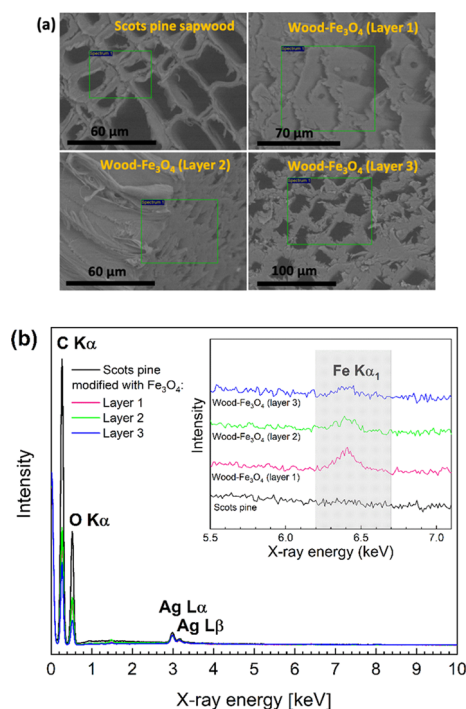 (a)
Scots pine sapwood
Spectrum 1
60 µm
Wood-Fe₃O₄ (Layer 1)
Spectrum 1
70 µm
Wood-Fe₃O₄ (Layer 2)
Spectrum 1
60 µm
Wood-Fe₃O₄ (Layer 3)
Spectrum 1
100 µm
(b)
C Kα
Scots pine
modified with Fe₃O₄:
Layer 1
Layer 2
Layer 3
O Kα
Ag Lα
Ag Lβ
Intensity
0 1 2 3 4 5 6 7 8 9 10
X-ray energy [keV]
Fe Kα₁
Wood-Fe₃O₄ (layer 3)
Wood-Fe₃O₄ (layer 2)
Wood-Fe₃O₄ (layer 1)
Scots pine
Intensity
5.5 6.0 6.5 7.0
X-ray energy (keV)